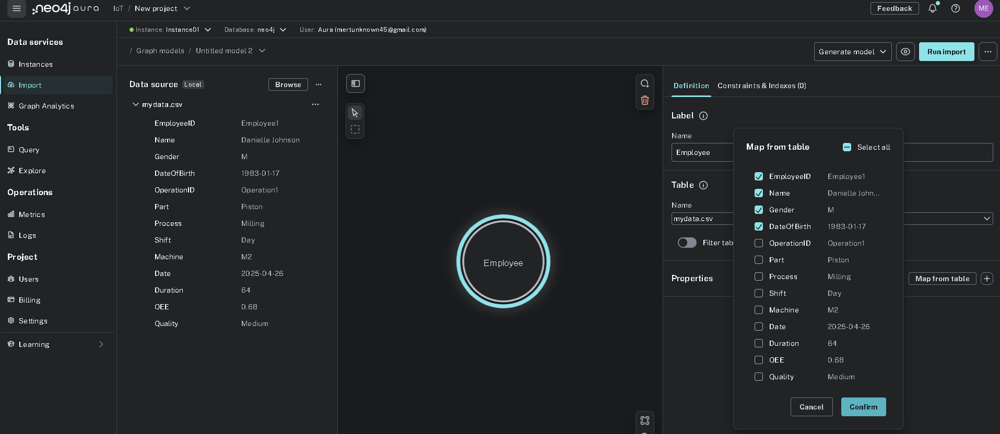 neo4j aura
IoT / New project
Feedback
ME
Data services
Instances
Import
Graph Analytics
Tools
Query
Explore
Operations
Metrics
Logs
Project
Users
Billing
Settings
Learning
Instance: Instance01 Database: neo4j User: Aura (mertunknown45@gmail.com)
/ Graph models / Untitled model 2
Generate model
Run import
Data source Local Browse
mydata.csv
EmployeeID Employee1
Name Danielle Johnson
Gender M
DateOfBirth 1983-01-17
OperationID Operation1
Part Piston
Process Milling
Shift Day
Machine M2
Date 2025-04-26
Duration 64
OEE 0.68
Quality Medium
Employee
Definition Constraints & Indexes (0)
Label
Name
Employee
Table
Name
mydata.csv
Filter tab
Properties Map from table
Map from table Select all
EmployeeID Employee1
Name Danielle John...
Gender M
DateOfBirth 1983-01-17
OperationID Operation1
Part Piston
Process Milling
Shift Day
Machine M2
Date 2025-04-26
Duration 64
OEE 0.68
Quality Medium
Cancel Confirm